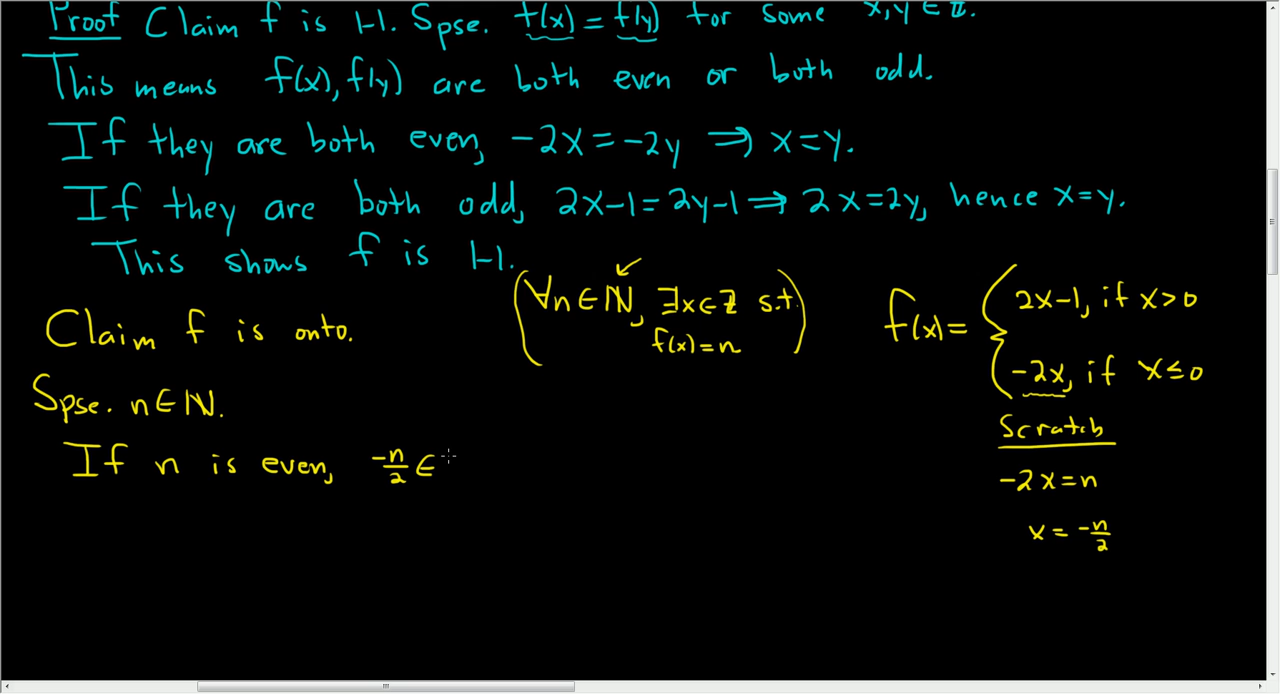 Proof Claim f is 1-1. Spse. f(x) = f(y) for some x, y ∈ ℤ.
This means f(x), f(y) are both even or both odd.
If they are both even, -2x = -2y ⇒ x = y.
If they are both odd, 2x-1 = 2y-1 ⇒ 2x = 2y, hence x = y.
This shows f is 1-1.
Claim f is onto.
(∀n ∈ ℕ, ∃x ∈ ℤ s.t.
f(x) = n)
f(x) = { 2x-1, if x > 0
-2x, if x ≤ 0
Spse. n ∈ ℕ.
If n is even, -n/2 ∈
Scratch
-2x = n
x = -n/2